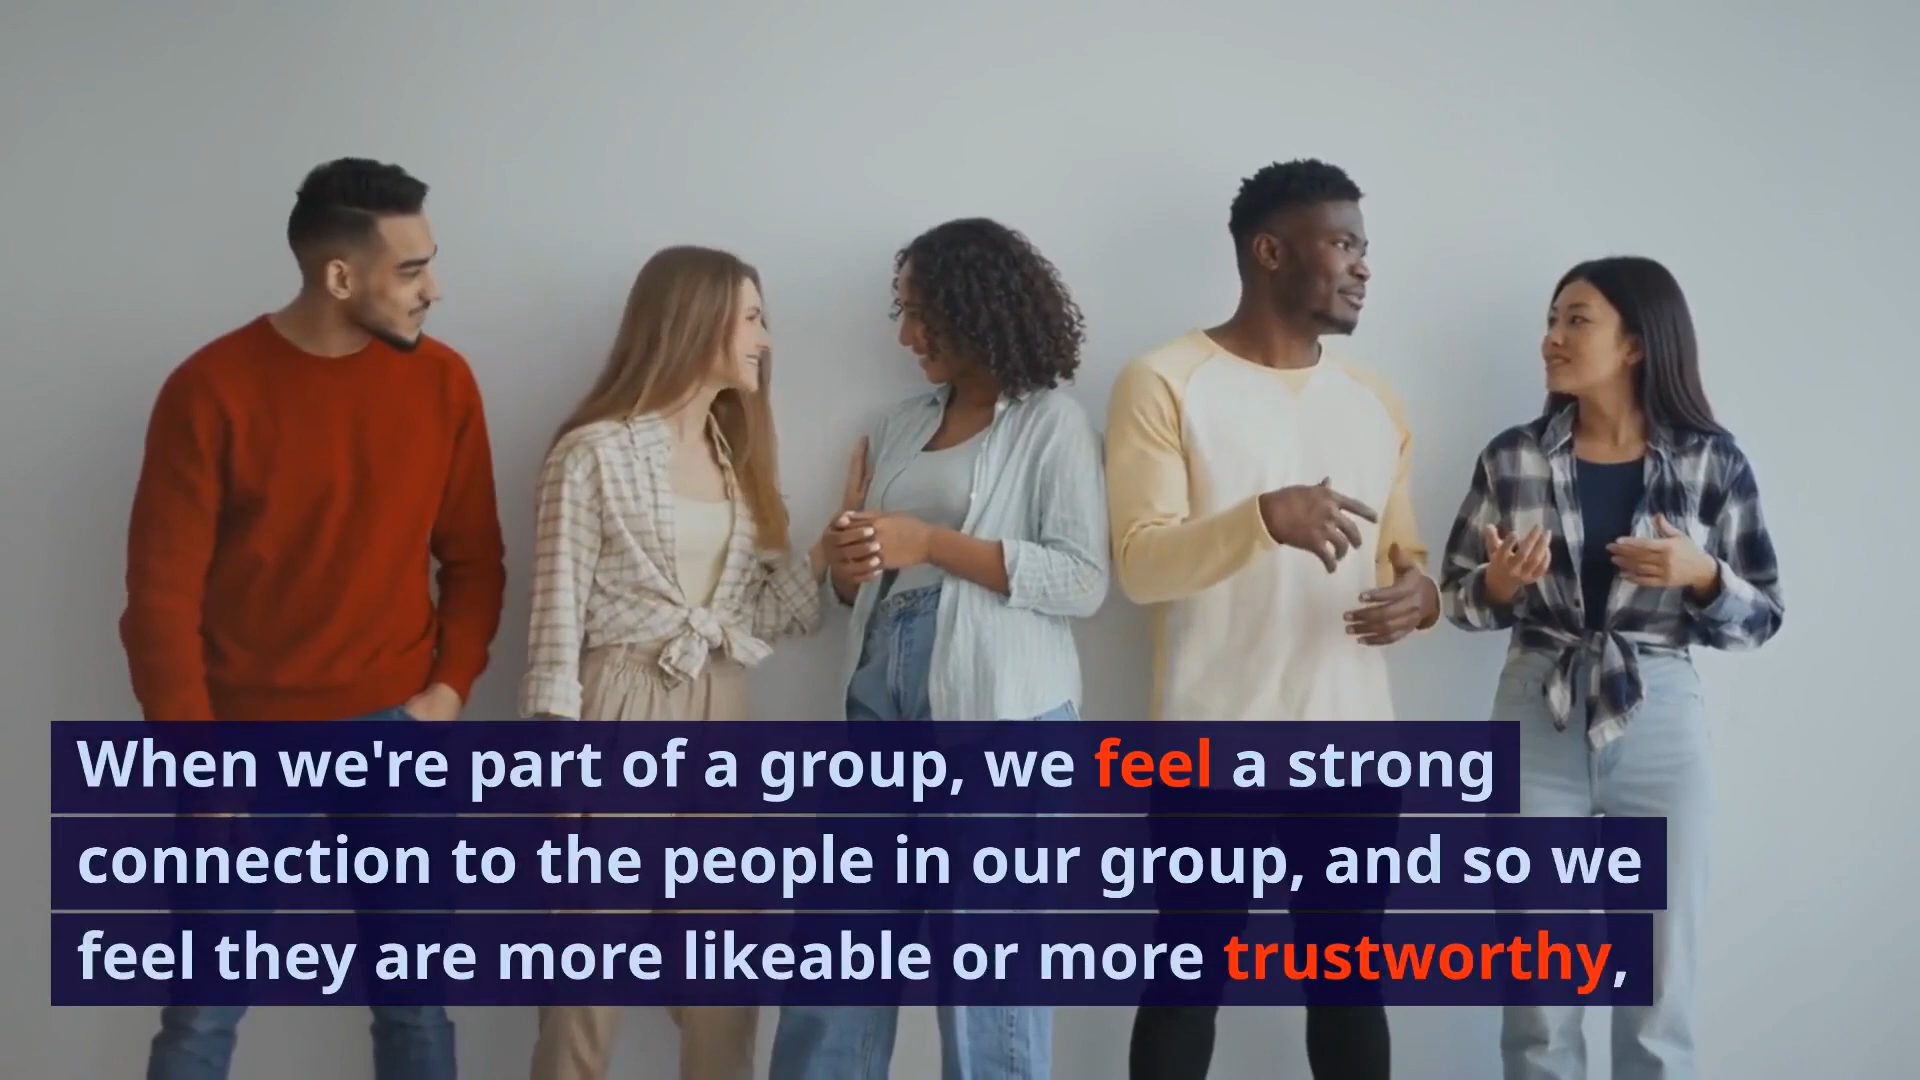 When we're part of a group, we feel a strong
connection to the people in our group, and so we
feel they are more likeable or more trustworthy,